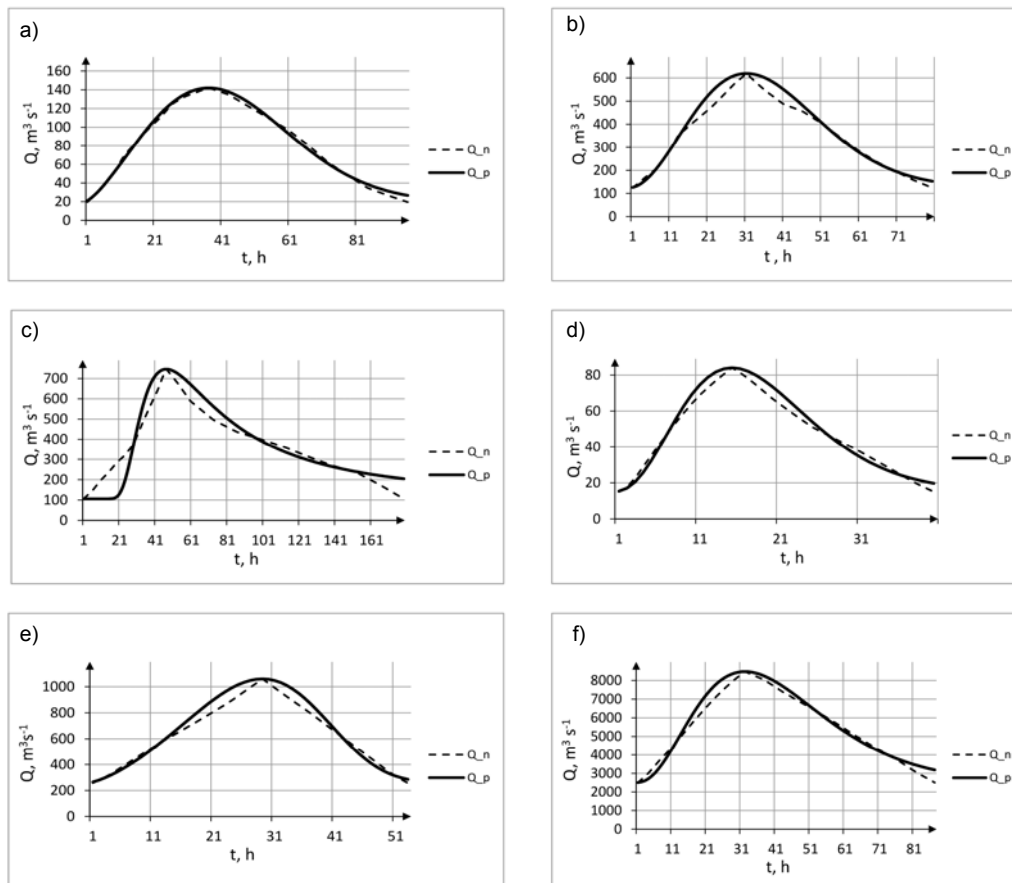 a)
160
140
120
100
80
60
40
20
0
Q, m³ s⁻¹
1 21 41 61 81
t, h
Q_n
Q_p
b)
600
500
400
300
200
100
0
Q, m³ s⁻¹
1 11 21 31 41 51 61 71
t , h
Q_n
Q_p
c)
700
600
500
400
300
200
100
0
Q, m³ s⁻¹
1 21 41 61 81 101 121 141 161
t, h
Q_n
Q_p
d)
80
60
40
20
0
Q, m³ s⁻¹
1 11 21 31
t, h
Q_n
Q_p
e)
1000
800
600
400
200
0
Q, m³s⁻¹
1 11 21 31 41 51
t, h
Q_n
Q_p
f)
8000
7000
6000
5000
4000
3000
2000
1000
0
Q, m³ s⁻¹
1 11 21 31 41 51 61 71 81
t, h
Q_n
Q_p